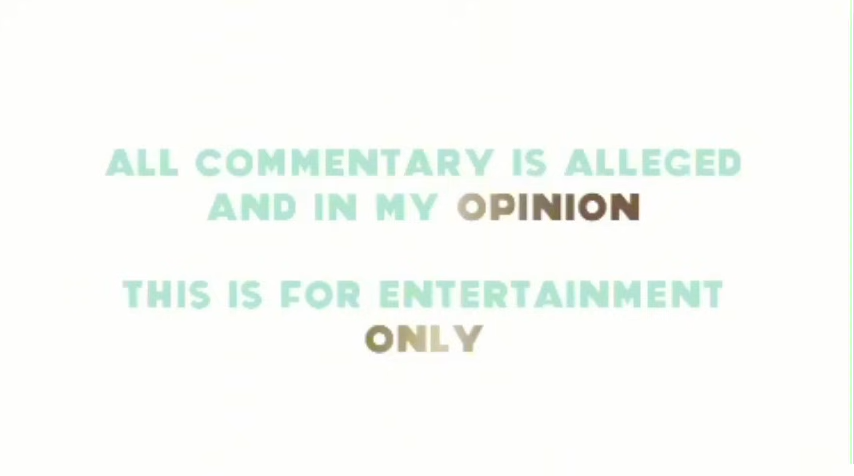 ALL COMMENTARY IS ALLEGED
AND IN MY OPINION
THIS IS FOR ENTERTAINMENT
ONLY